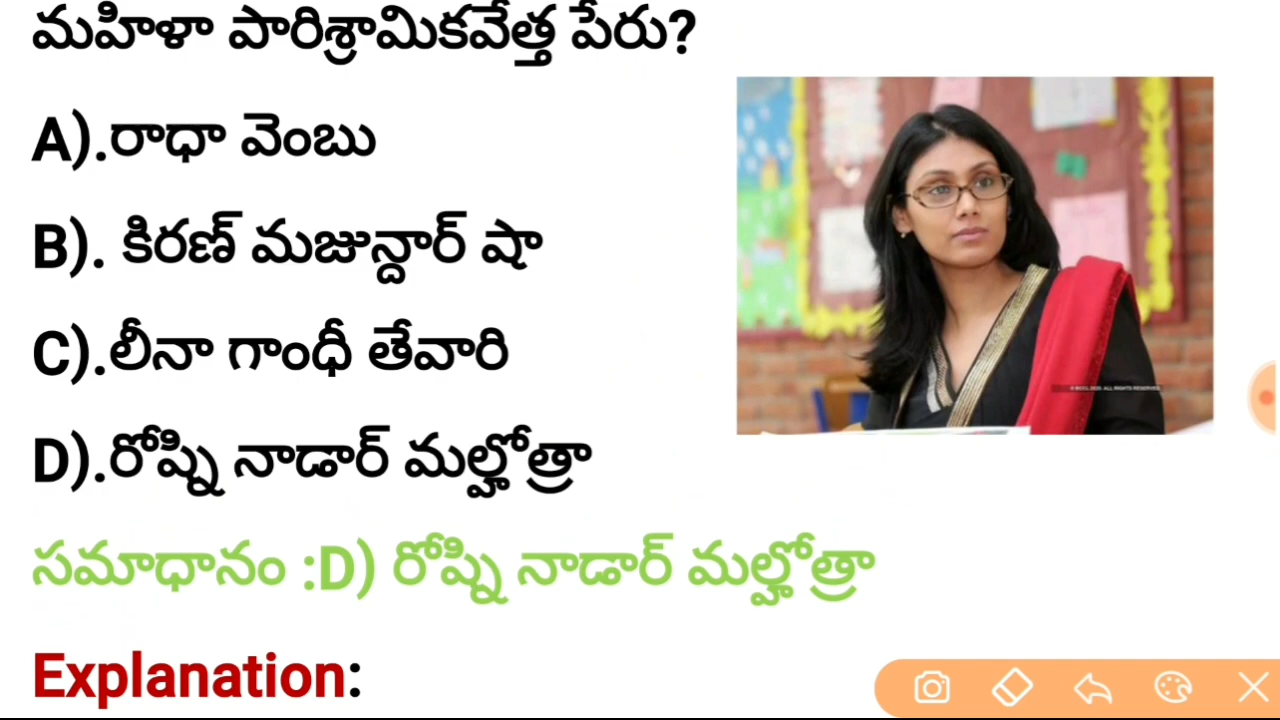 మహిళా పారిశ్రామికవేత్త పేరు?
A).రాధా వెంబు
B). కిరణ్ మజున్దార్ షా
C).లీనా గాంధీ తేవారి
D).రోష్ని నాడార్ మల్హోత్రా
సమాధానం :D) రోష్ని నాడార్ మల్హోత్రా
Explanation: